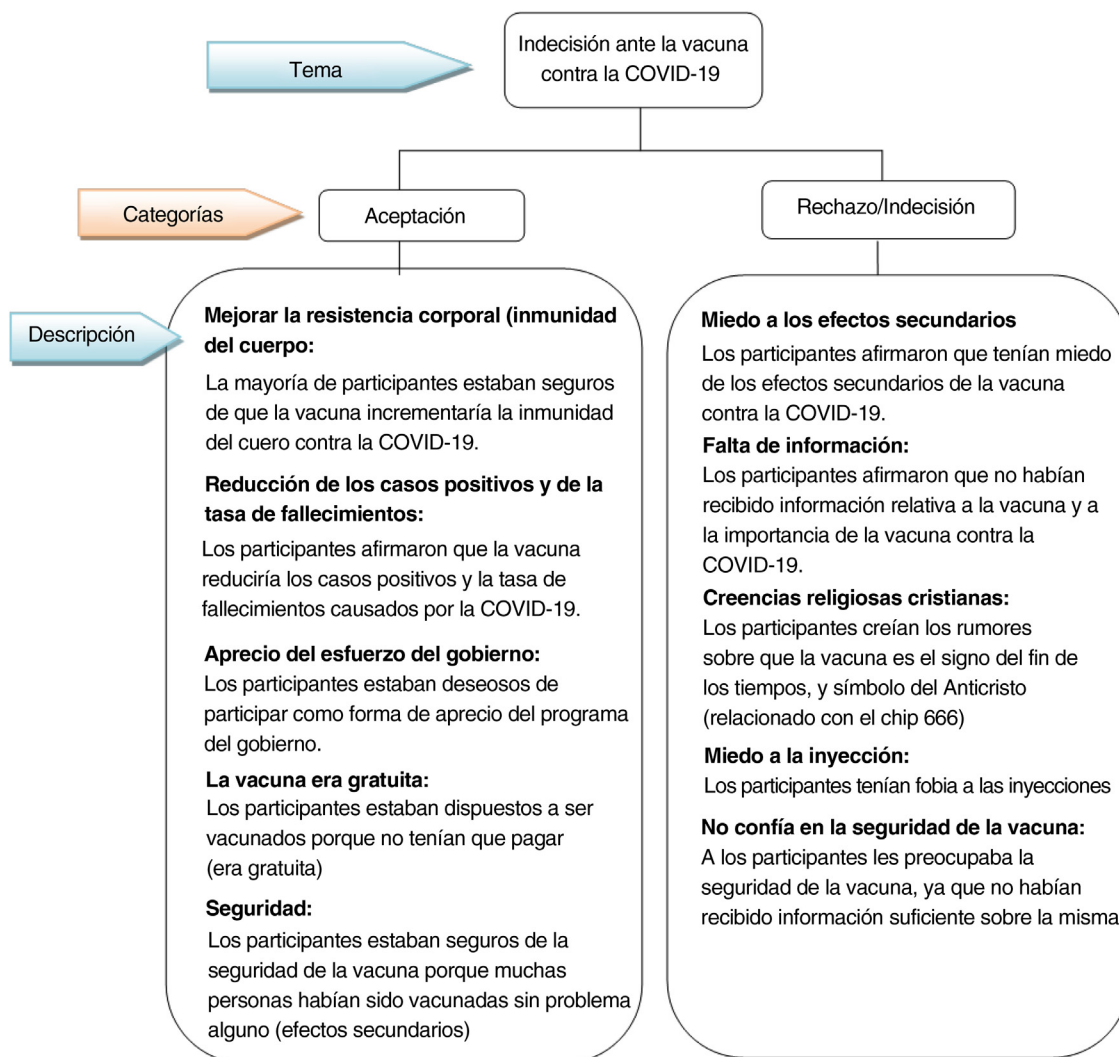 Tema
Indecisión ante la vacuna
contra la COVID-19
Categorías
Aceptación
Rechazo/Indecisión
Descripción
Mejorar la resistencia corporal (inmunidad
del cuerpo:
La mayoría de participantes estaban seguros
de que la vacuna incrementaría la inmunidad
del cuero contra la COVID-19.
Reducción de los casos positivos y de la
tasa de fallecimientos:
Los participantes afirmaron que la vacuna
reduciría los casos positivos y la tasa de
fallecimientos causados por la COVID-19.
Aprecio del esfuerzo del gobierno:
Los participantes estaban deseosos de
participar como forma de aprecio del programa
del gobierno.
La vacuna era gratuita:
Los participantes estaban dispuestos a ser
vacunados porque no tenían que pagar
(era gratuita)
Seguridad:
Los participantes estaban seguros de la
seguridad de la vacuna porque muchas
personas habían sido vacunadas sin problema
alguno (efectos secundarios)
Miedo a los efectos secundarios
Los participantes afirmaron que tenían miedo
de los efectos secundarios de la vacuna
contra la COVID-19.
Falta de información:
Los participantes afirmaron que no habían
recibido información relativa a la vacuna y a
la importancia de la vacuna contra la
COVID-19.
Creencias religiosas cristianas:
Los participantes creían los rumores
sobre que la vacuna es el signo del fin de
los tiempos, y símbolo del Anticristo
(relacionado con el chip 666)
Miedo a la inyección:
Los participantes tenían fobia a las inyecciones
No confía en la seguridad de la vacuna:
A los participantes les preocupaba la
seguridad de la vacuna, ya que no habían
recibido información suficiente sobre la misma